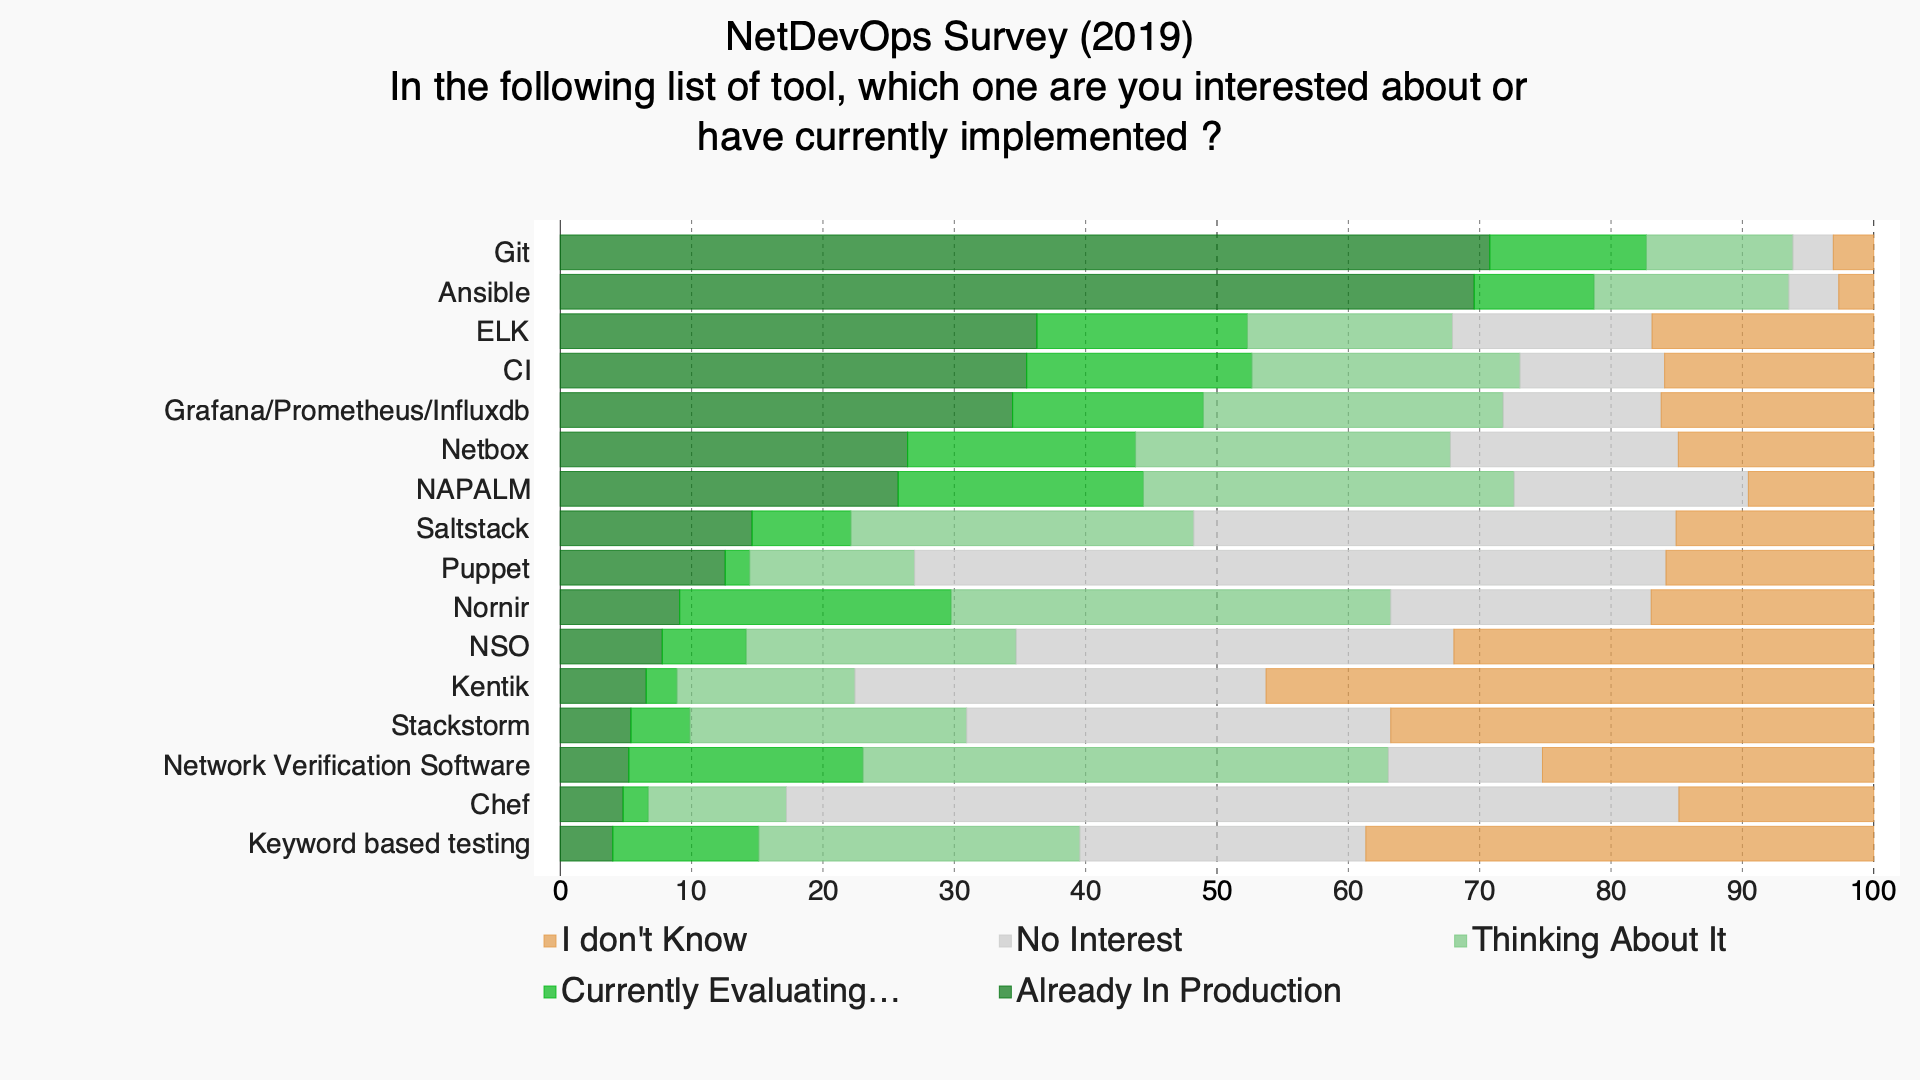 NetDevOps Survey (2019)
In the following list of tool, which one are you interested about or
have currently implemented ?
Git
Ansible
ELK
CI
Grafana/Prometheus/Influxdb
Netbox
NAPALM
Saltstack
Puppet
Nornir
NSO
Kentik
Stackstorm
Network Verification Software
Chef
Keyword based testing
0 10 20 30 40 50 60 70 80 90 100
I don't Know No Interest Thinking About It
Currently Evaluating… Already In Production